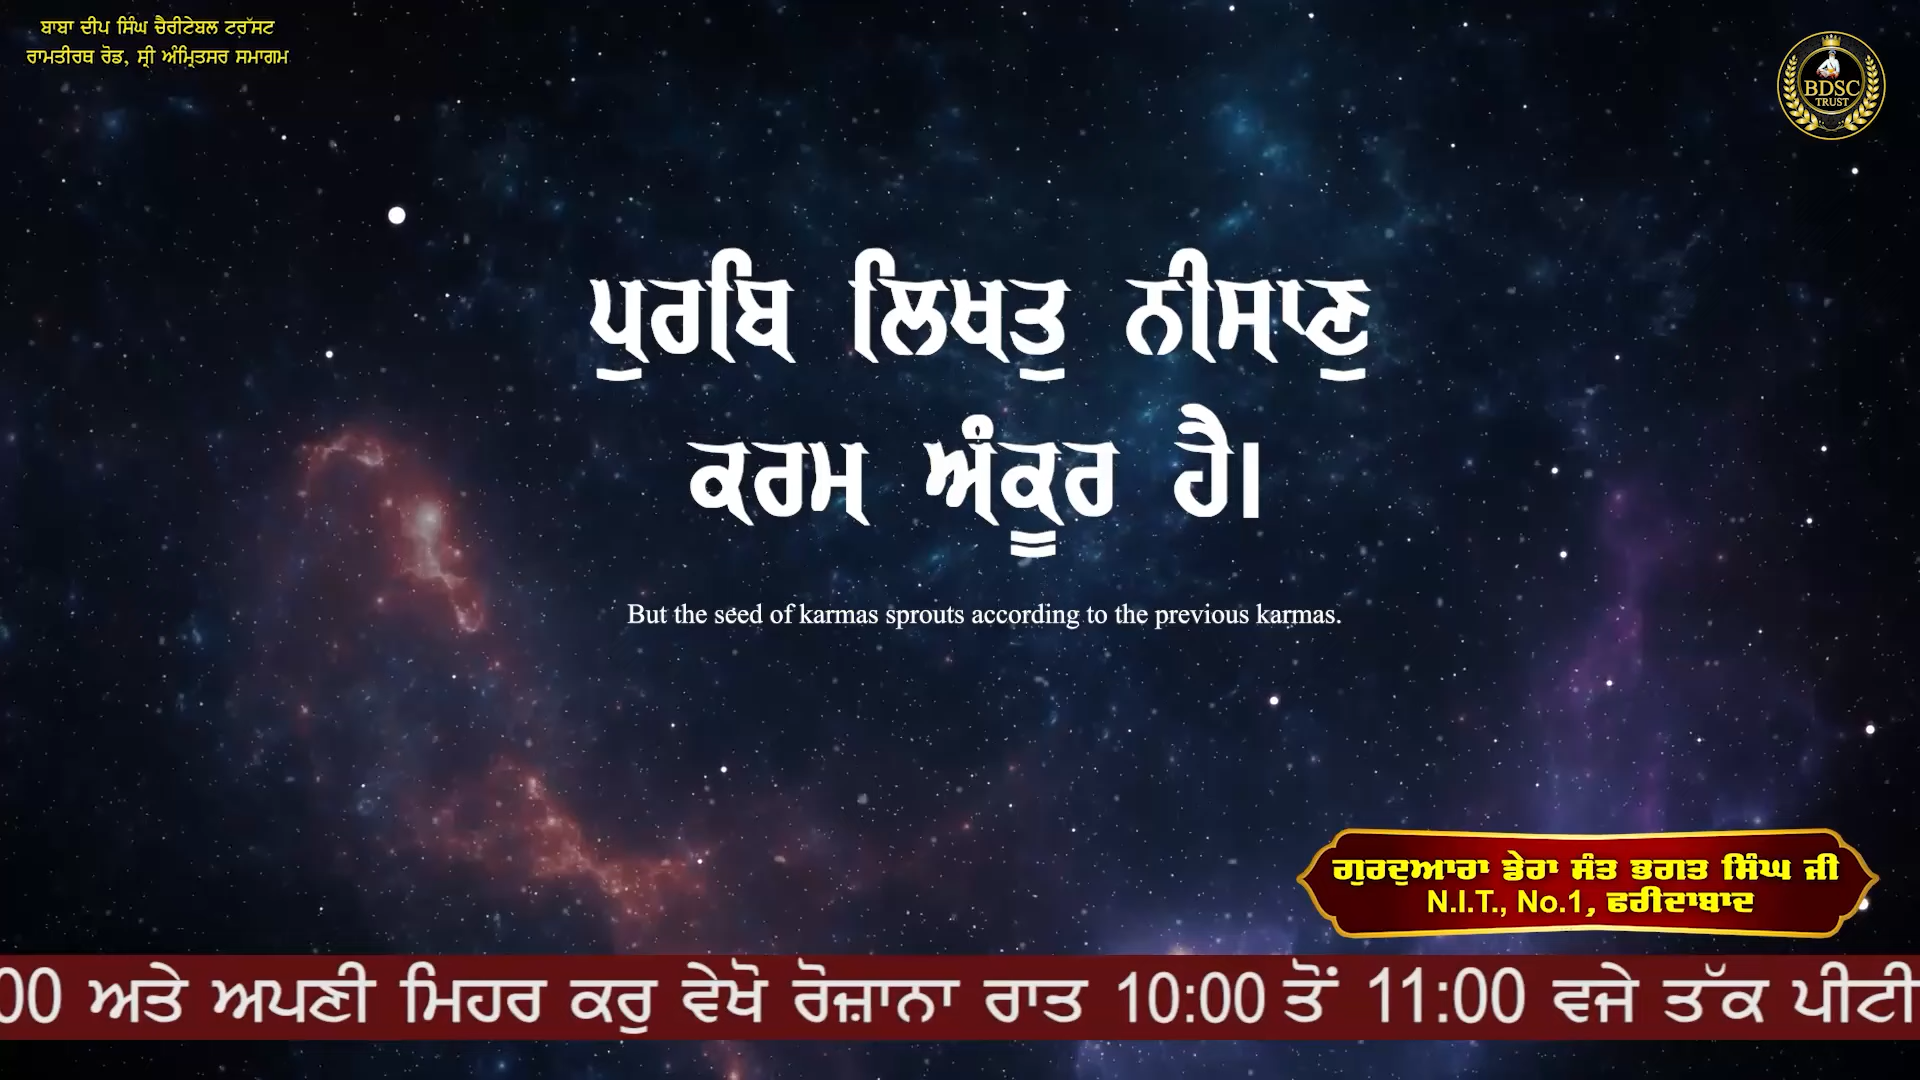 ਬਾਬਾ ਦੀਪ ਸਿੰਘ ਚੈਰੀਟੇਬਲ ਟਰੱਸਟ
ਰਾਮਤੀਰਥ ਰੋਡ, ਸ੍ਰੀ ਅੰਮ੍ਰਿਤਸਰ ਸਮਾਗਮ
BDSC
TRUST
ਪੁਰਬਿ ਲਿਖਤੁ ਨੀਸਾਣੁ
ਕਰਮ ਅੰਕੂਰ ਹੈ।
But the seed of karmas sprouts according to the previous karmas.
ਗੁਰਦੁਆਰਾ ਡੇਰਾ ਸੰਤ ਭਗਤ ਸਿੰਘ ਜੀ
N.I.T., No.1, ਫਰੀਦਾਬਾਦ
00 ਅਤੇ ਅਪਣੀ ਮਿਹਰ ਕਰੁ ਵੇਖੋ ਰੋਜ਼ਾਨਾ ਰਾਤ 10:00 ਤੋਂ 11:00 ਵਜੇ ਤੱਕ ਪੀਟੀ